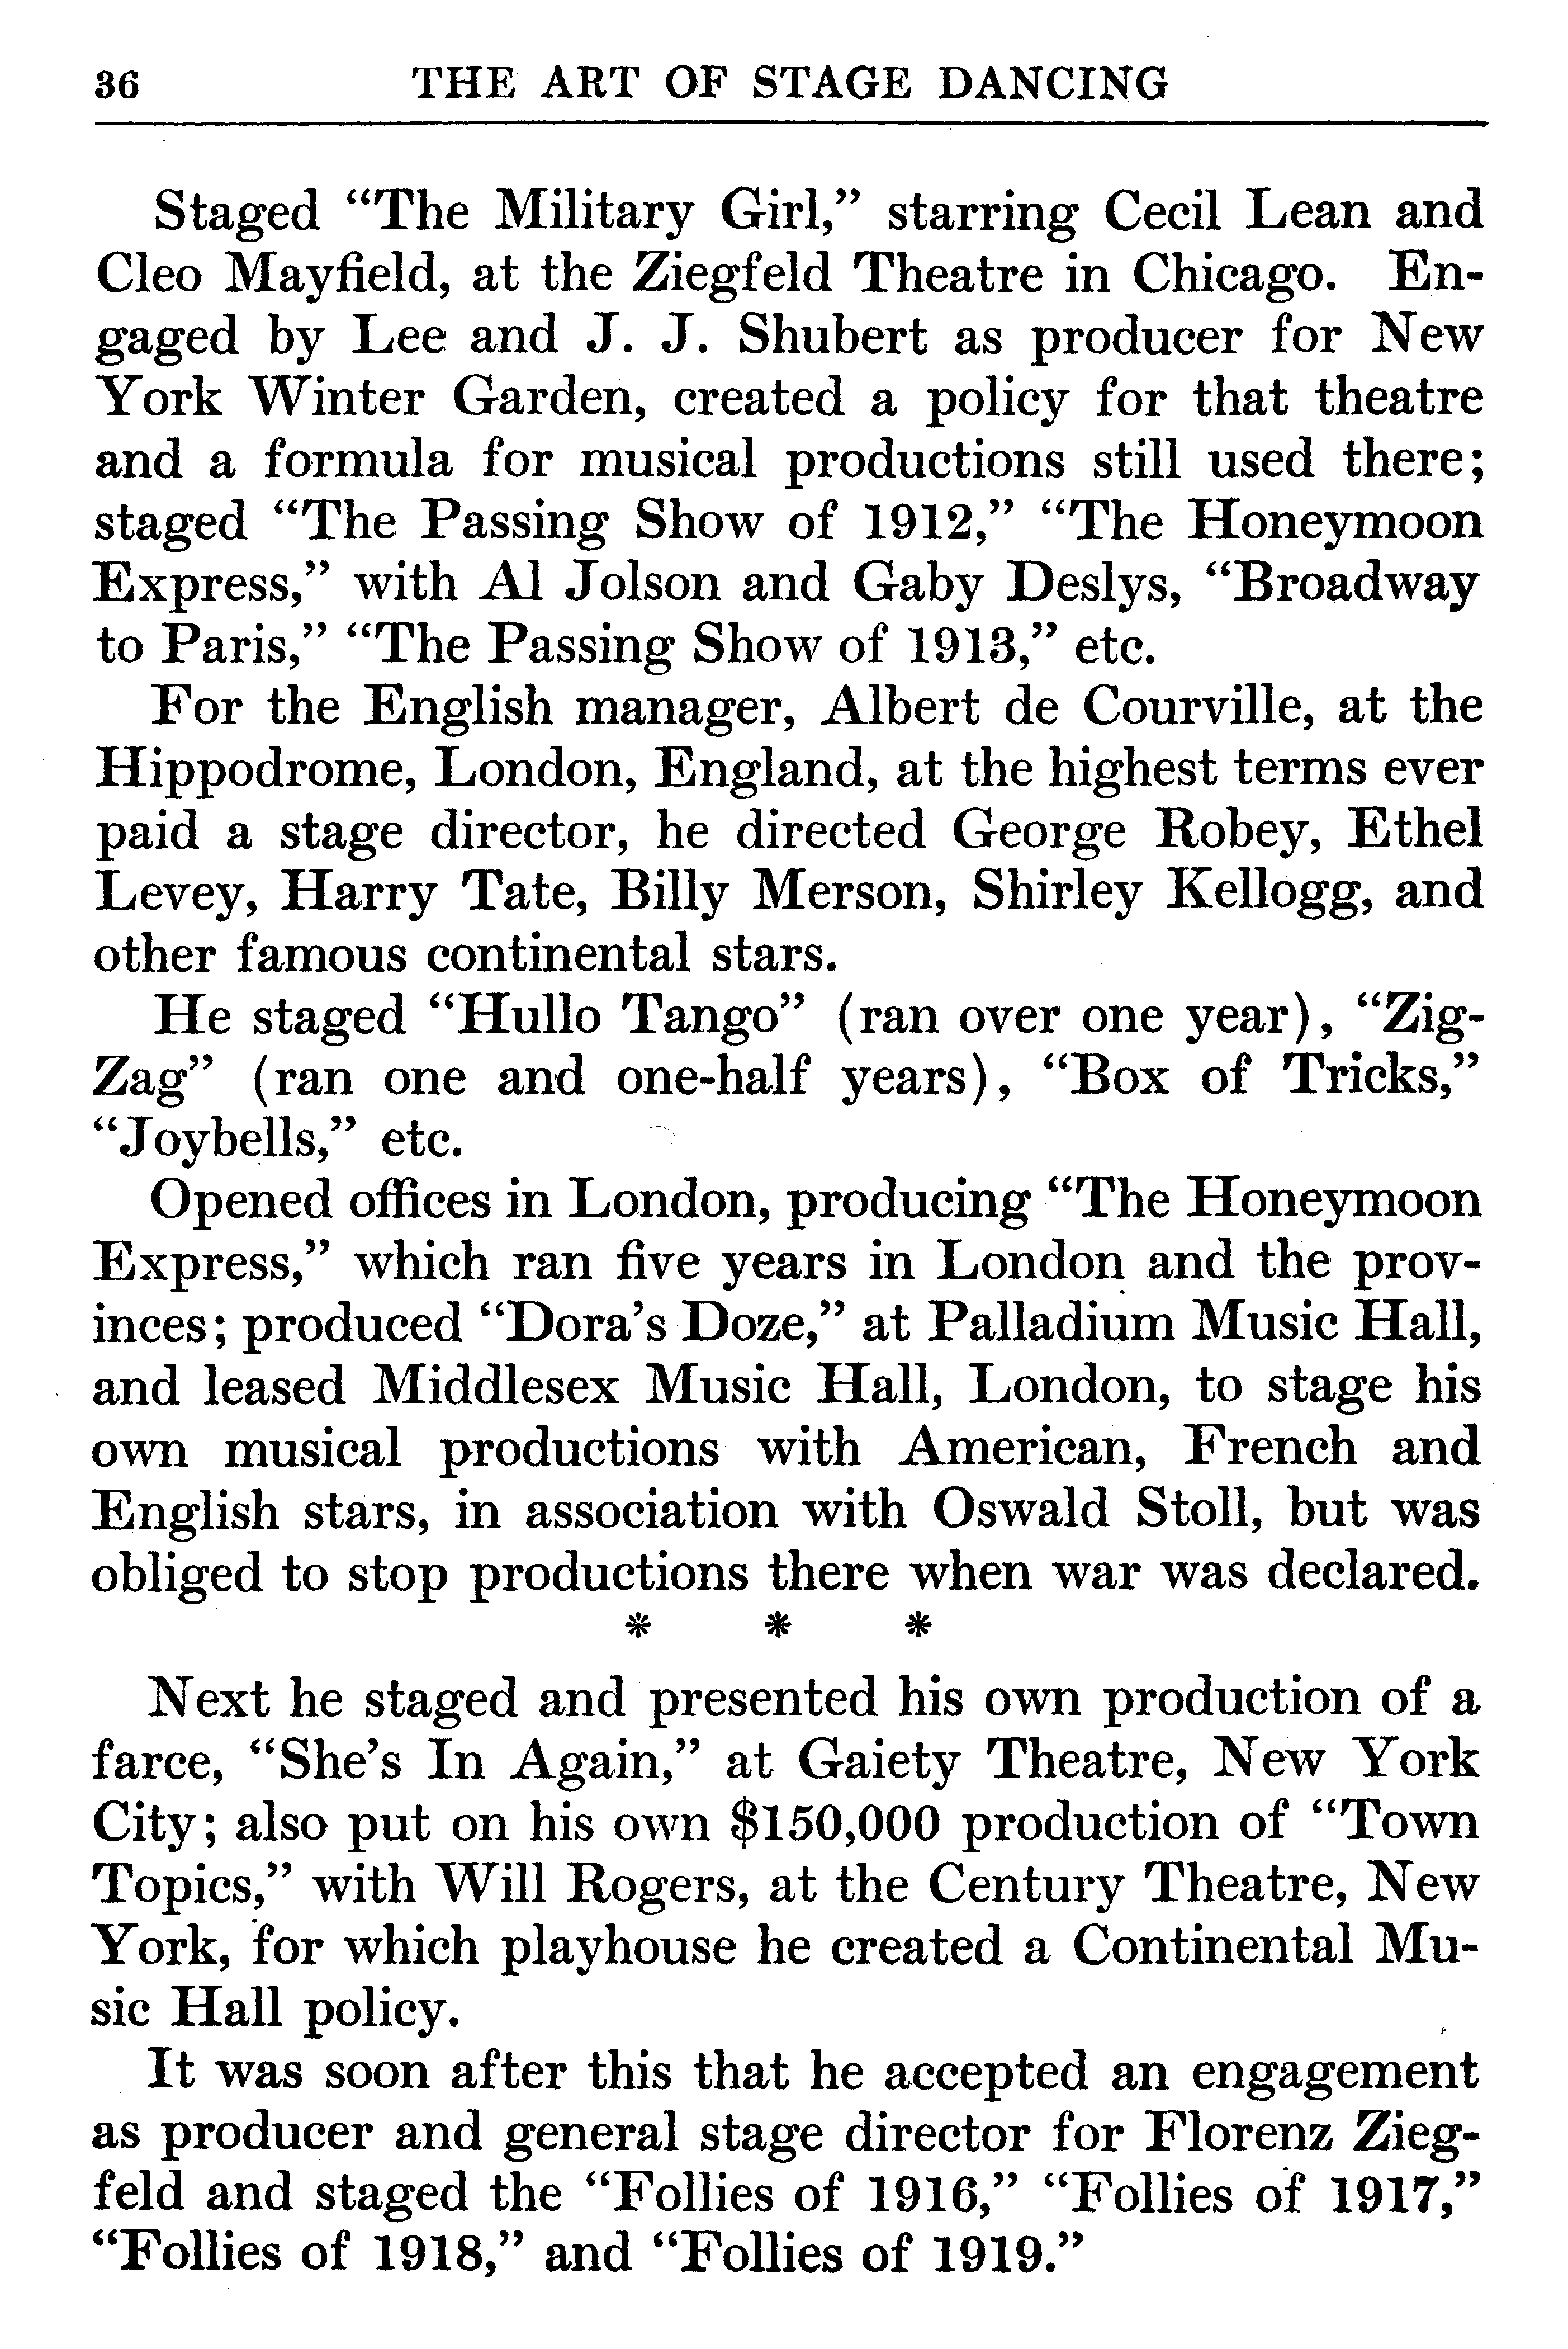 36 THE ART OF STAGE DANCING
Staged “The Military Girl,” starring Cecil Lean and
Cleo Mayfield, at the Ziegfeld Theatre in Chicago. En-
gaged by Lee and J. J. Shubert as producer for New
York Winter Garden, created a policy for that theatre
and a formula for musical productions still used there;
staged “The Passing Show of 1912,” “The Honeymoon
Express,” with Al Jolson and Gaby Deslys, “Broadway
to Paris,” “The Passing Show of 1913,” etc.
For the English manager, Albert de Courville, at the
Hippodrome, London, England, at the highest terms ever
paid a stage director, he directed George Robey, Ethel
Levey, Harry Tate, Billy Merson, Shirley Kellogg, and
other famous continental stars.
He staged “Hullo Tango” (ran over one year), “Zig-
Zag” (ran one and one-half years), “Box of Tricks,”
“Joybells,” etc.
Opened offices in London, producing “The Honeymoon
Express,” which ran five years in London and the prov-
inces; produced “Dora’s Doze,” at Palladium Music Hall,
and leased Middlesex Music Hall, London, to stage his
own musical productions with American, French and
English stars, in association with Oswald Stoll, but was
obliged to stop productions there when war was declared.
* * *
Next he staged and presented his own production of a
farce, “She’s In Again,” at Gaiety Theatre, New York
City; also put on his own $150,000 production of “Town
Topics,” with Will Rogers, at the Century Theatre, New
York, for which playhouse he created a Continental Mu-
sic Hall policy.
It was soon after this that he accepted an engagement
as producer and general stage director for Florenz Zieg-
feld and staged the “Follies of 1916,” “Follies of 1917,”
“Follies of 1918,” and “Follies of 1919.”